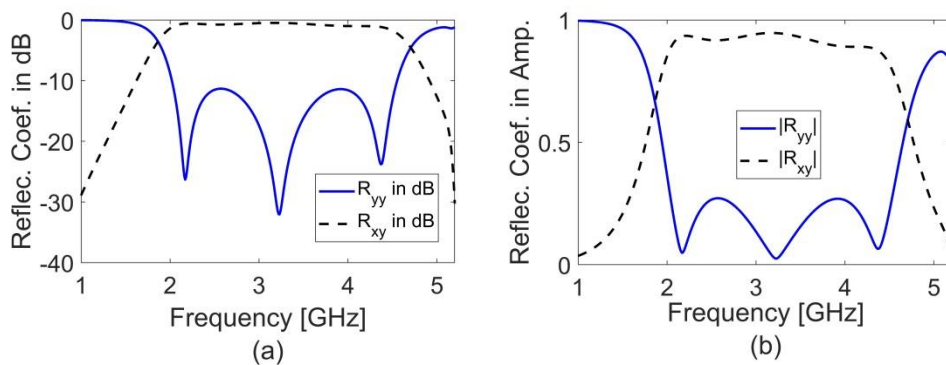 0
-10
-20
-30
-40
Reflec. Coef. in dB
R_yy in dB
R_xy in dB
1 2 3 4 5
Frequency [GHz]
(a)
1
0.5
0
Reflec. Coef. in Amp.
|R_yy|
|R_xy|
1 2 3 4 5
Frequency [GHz]
(b)